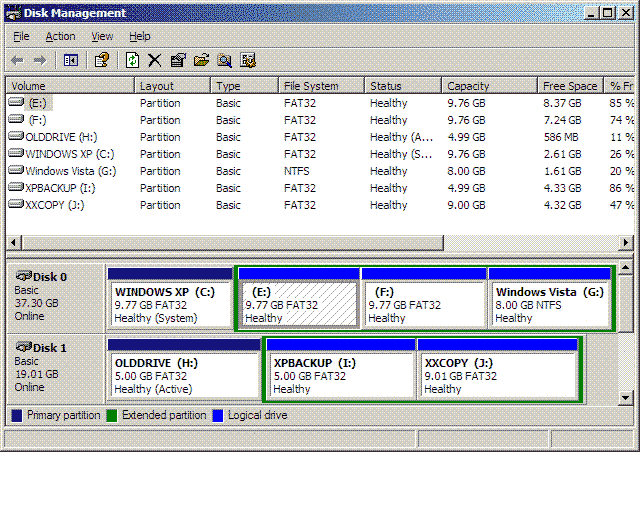 Disk Management
File Action View Help
Volume Layout Type File System Status Capacity Free Space % Fr
(E:) Partition Basic FAT32 Healthy 9.76 GB 8.37 GB 85 %
(F:) Partition Basic FAT32 Healthy 9.76 GB 7.24 GB 74 %
OLDDRIVE (H:) Partition Basic FAT32 Healthy (A... 4.99 GB 586 MB 11 %
WINDOWS XP (C:) Partition Basic FAT32 Healthy (S... 9.76 GB 2.61 GB 26 %
Windows Vista (G:) Partition Basic NTFS Healthy 8.00 GB 1.61 GB 20 %
XPBACKUP (I:) Partition Basic FAT32 Healthy 4.99 GB 4.33 GB 86 %
XXCOPY (J:) Partition Basic FAT32 Healthy 9.00 GB 4.32 GB 47 %
Disk 0
Basic
37.30 GB
Online
WINDOWS XP (C:)
9.77 GB FAT32
Healthy (System)
(E:)
9.77 GB FAT32
Healthy
(F:)
9.77 GB FAT32
Healthy
Windows Vista (G:)
8.00 GB NTFS
Healthy
Disk 1
Basic
19.01 GB
Online
OLDDRIVE (H:)
5.00 GB FAT32
Healthy (Active)
XPBACKUP (I:)
5.00 GB FAT32
Healthy
XXCOPY (J:)
9.01 GB FAT32
Healthy
Primary partition Extended partition Logical drive